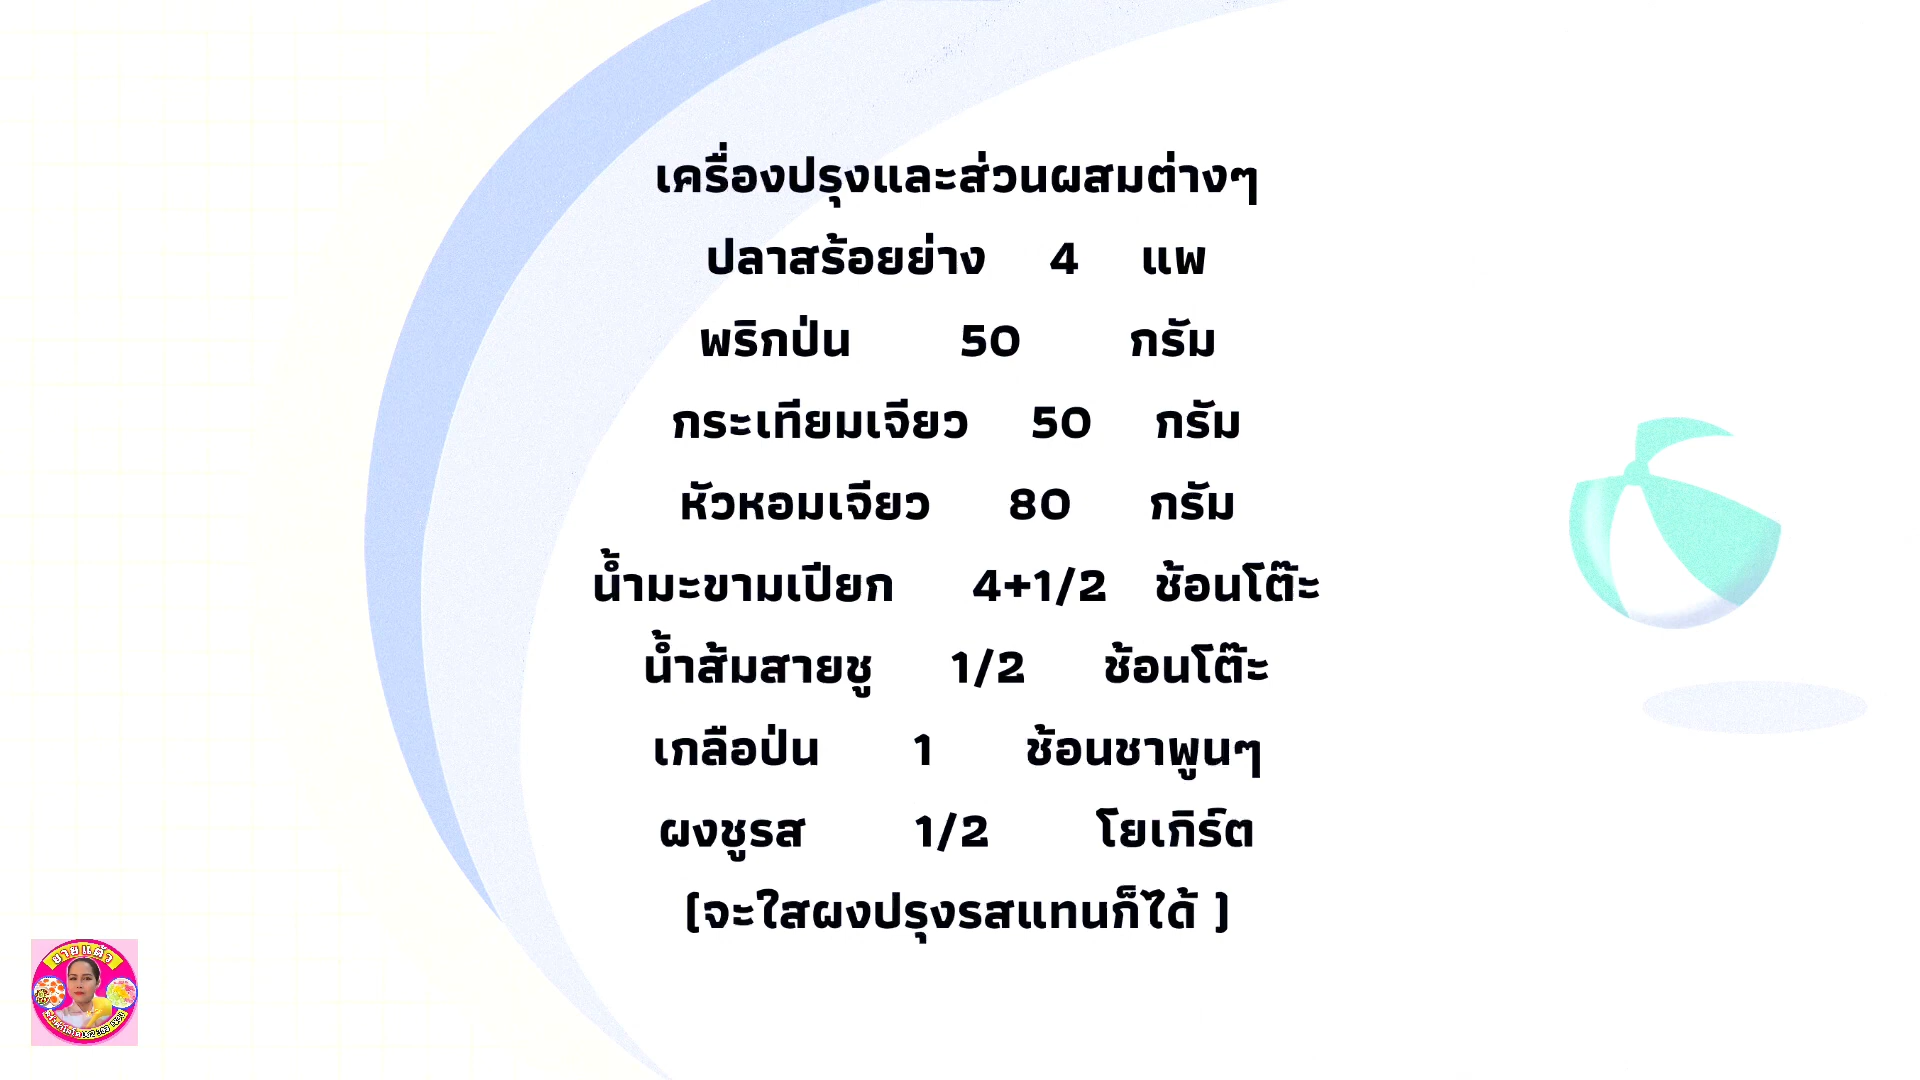 เครื่องปรุงและส่วนผสมต่างๆ
ปลาสร้อยย่าง 4 แพ
พริกป่น 50 กรัม
กระเทียมเจียว 50 กรัม
หัวหอมเจียว 80 กรัม
น้ำมะขามเปียก 4+1/2 ช้อนโต๊ะ
น้ำส้มสายชู 1/2 ช้อนโต๊ะ
เกลือป่น 1 ช้อนชาพูนๆ
ผงชูรส 1/2 โยเกิร์ต
(จะใสผงปรุงรสแทนก็ได้ )
ยายแต๋ว